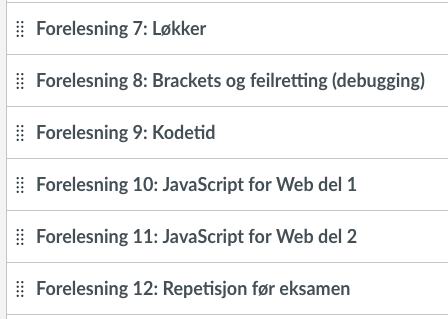 Forelesning 7: Løkker
Forelesning 8: Brackets og feilretting (debugging)
Forelesning 9: Kodetid
Forelesning 10: JavaScript for Web del 1
Forelesning 11: JavaScript for Web del 2
Forelesning 12: Repetisjon før eksamen